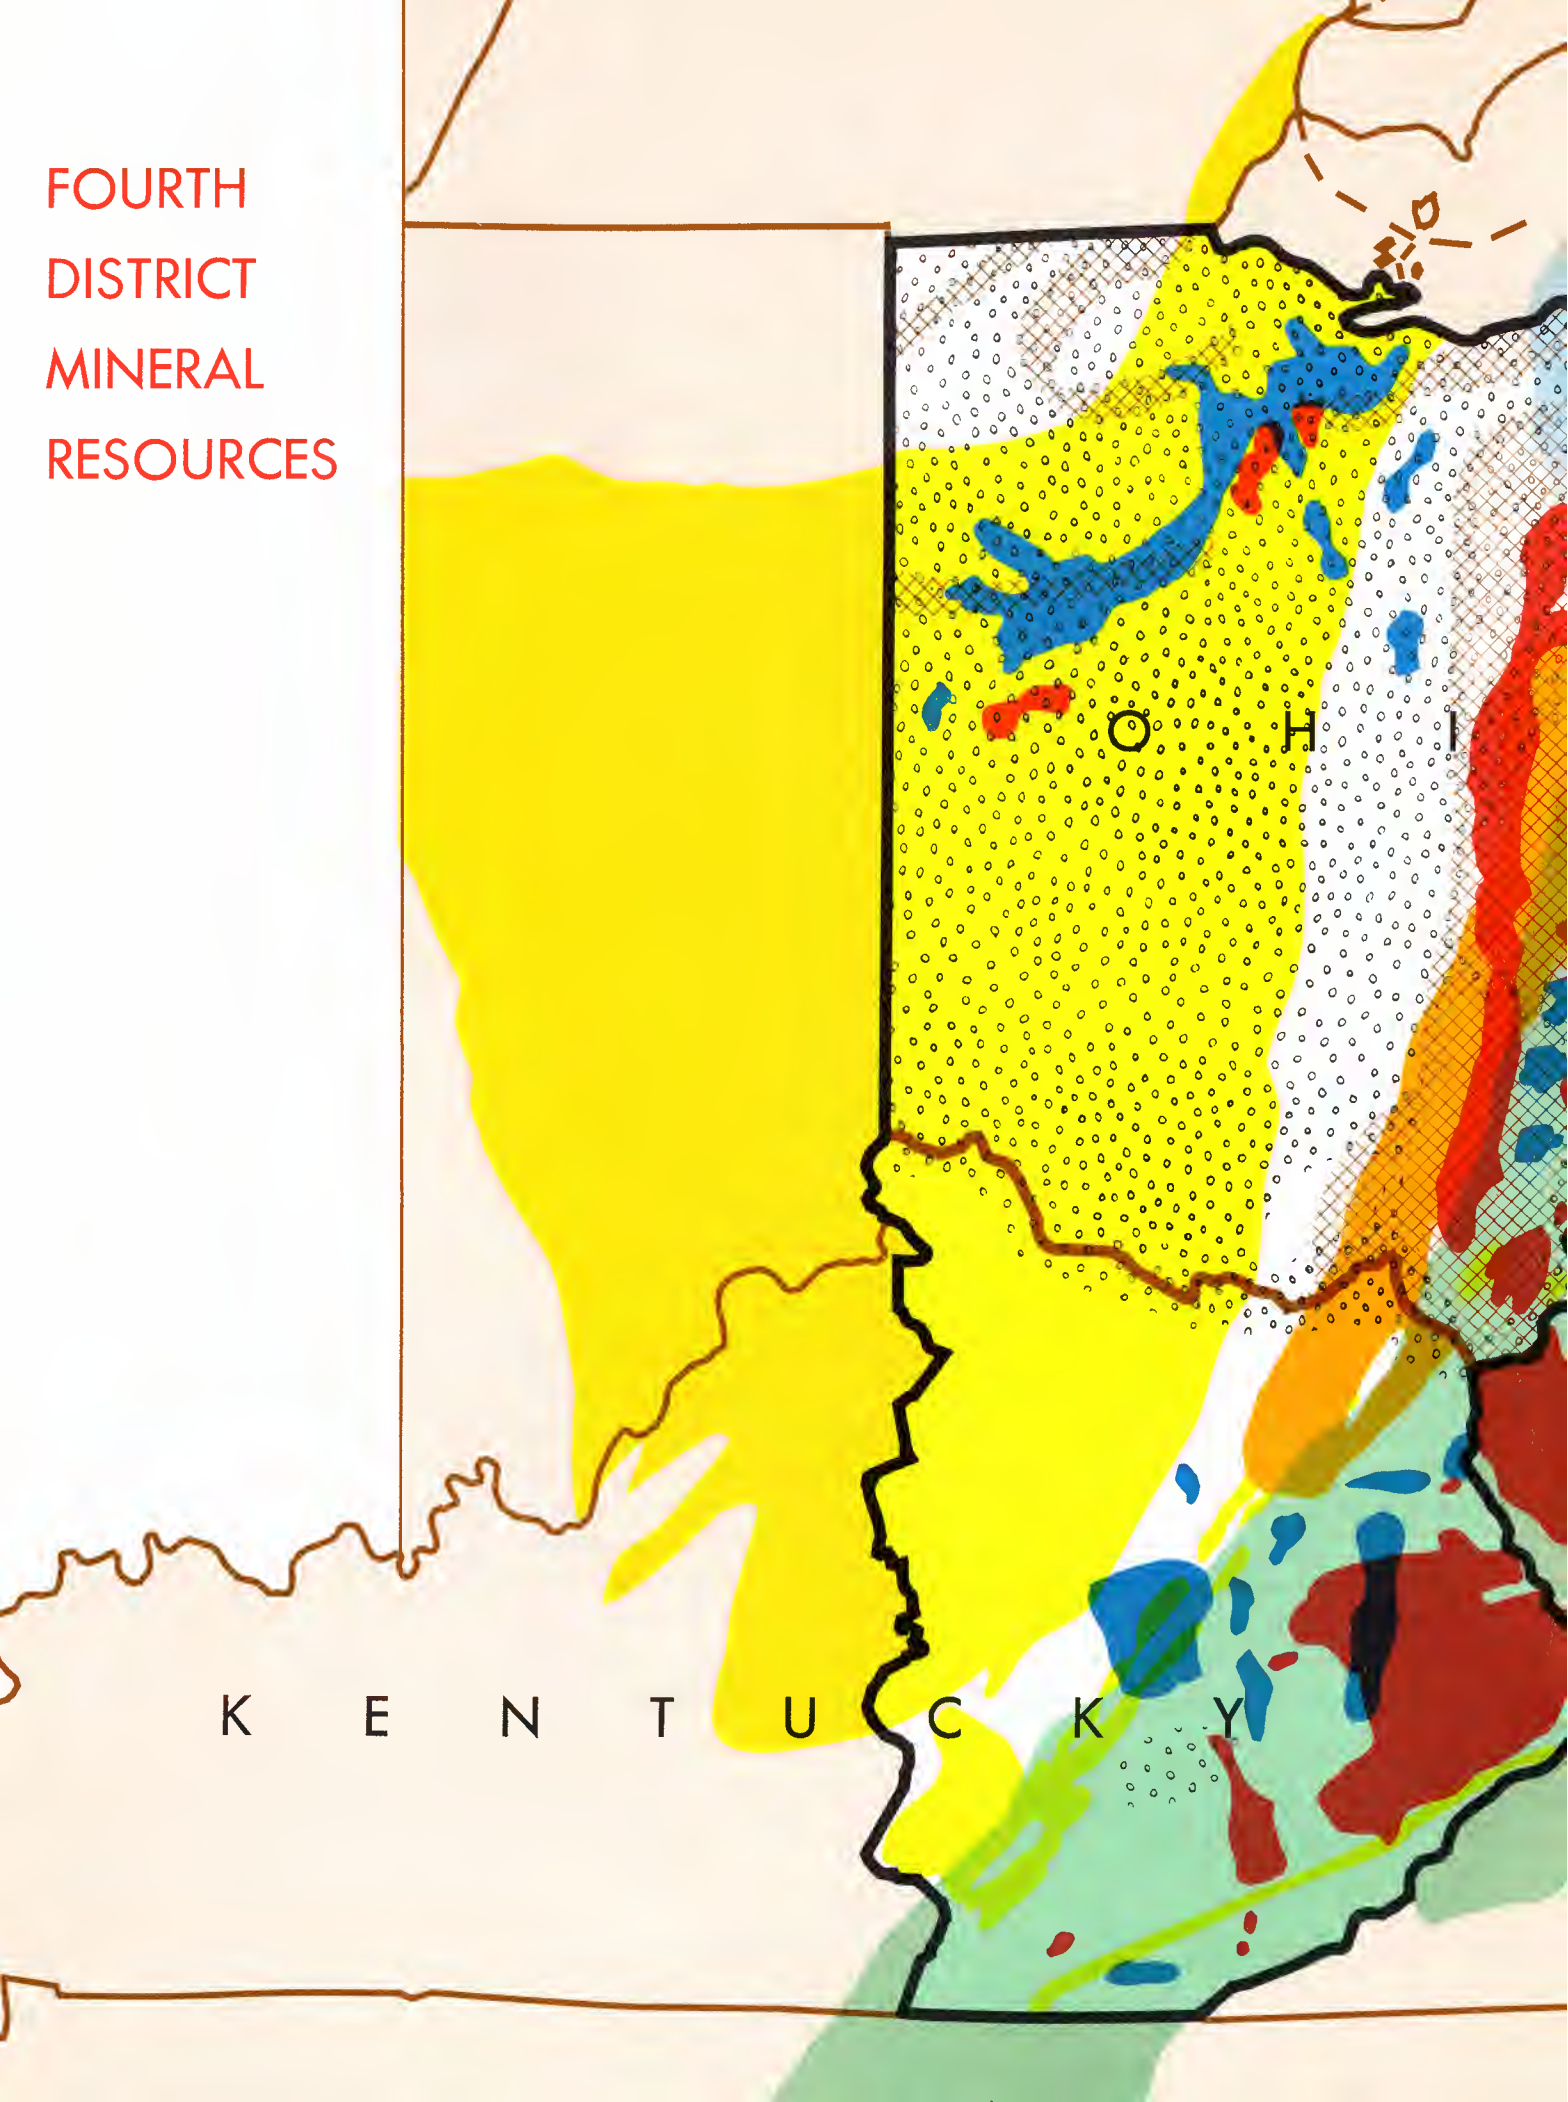 FOURTH
DISTRICT
MINERAL
RESOURCES
O H I
K E N T U C K Y